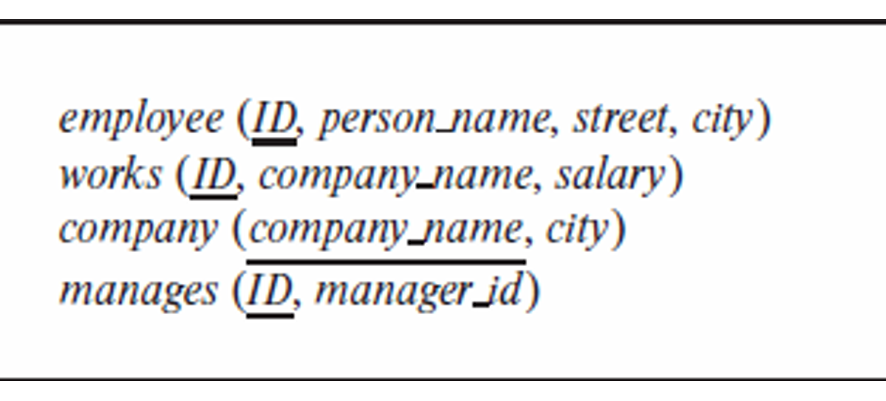 employee (ID, person_name, street, city)
works (ID, company_name, salary)
company (company_name, city)
manages (ID, manager_id)